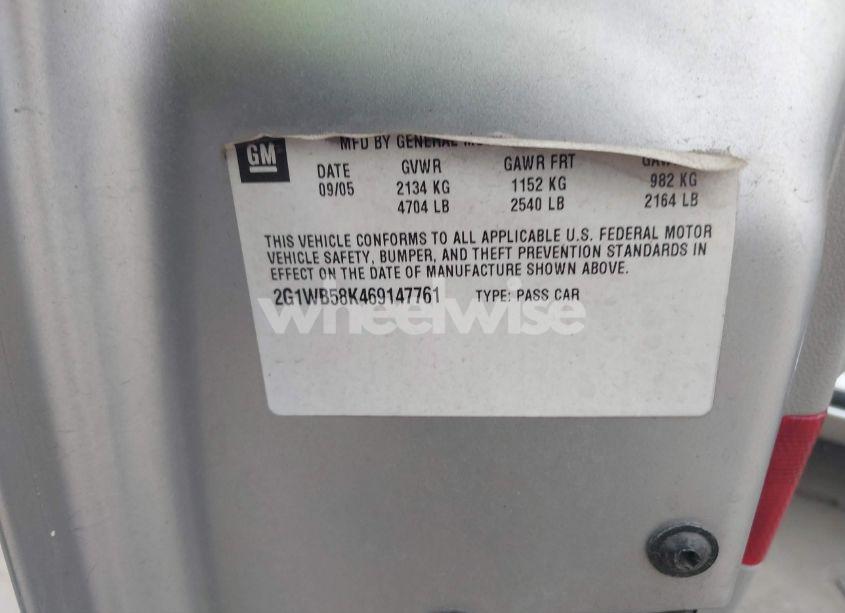 GM
MFD BY GENERAL
DATE GVWR GAWR FRT
09/05 2134 KG 1152 KG 982 KG
4704 LB 2540 LB 2164 LB
THIS VEHICLE CONFORMS TO ALL APPLICABLE U.S. FEDERAL MOTOR
VEHICLE SAFETY, BUMPER, AND THEFT PREVENTION STANDARDS IN
EFFECT ON THE DATE OF MANUFACTURE SHOWN ABOVE.
2G1WB58K469147761 TYPE: PASS CAR
wheelwise